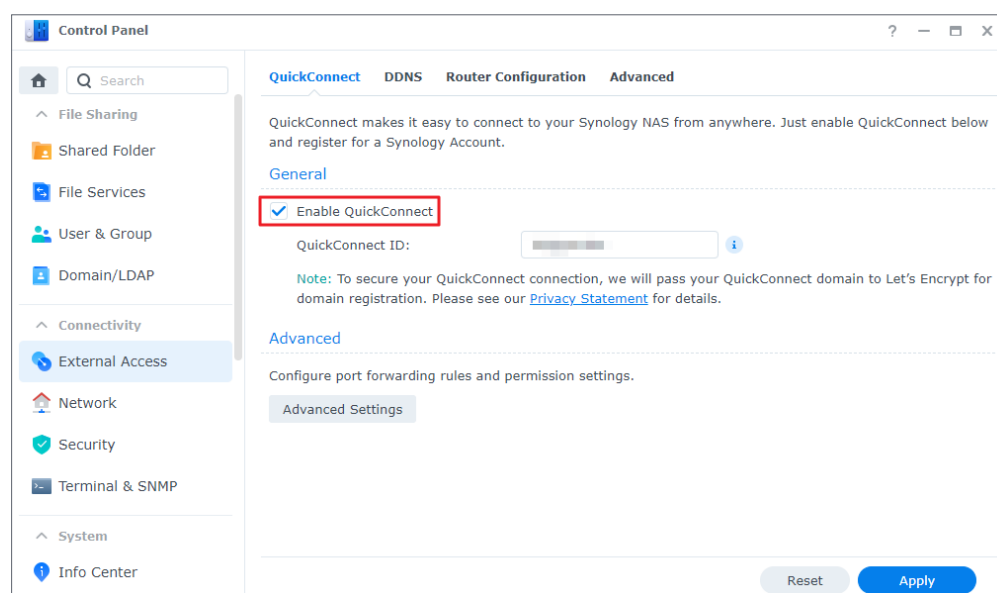 Control Panel
Search
File Sharing
Shared Folder
File Services
User & Group
Domain/LDAP
Connectivity
External Access
Network
Security
Terminal & SNMP
System
Info Center
QuickConnect DDNS Router Configuration Advanced
QuickConnect makes it easy to connect to your Synology NAS from anywhere. Just enable QuickConnect below
and register for a Synology Account.
General
Enable QuickConnect
QuickConnect ID:
Note: To secure your QuickConnect connection, we will pass your QuickConnect domain to Let's Encrypt for
domain registration. Please see our Privacy Statement for details.
Advanced
Configure port forwarding rules and permission settings.
Advanced Settings
Reset Apply